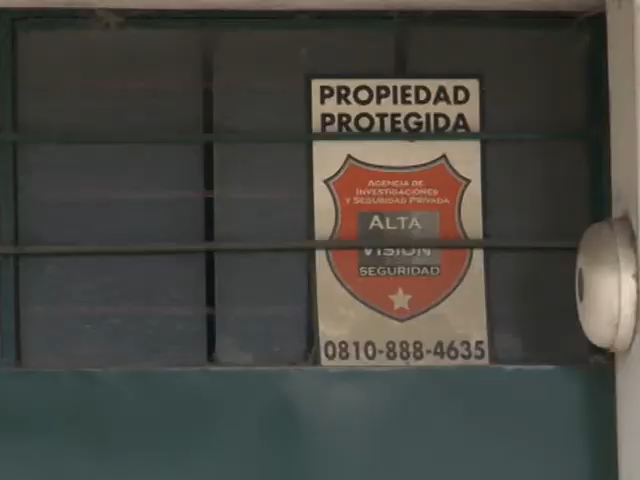 PROPIEDAD
PROTEGIDA
AGENCIA DE
INVESTIGACIONES
Y SEGURIDAD PRIVADA
ALTA
VISION
SEGURIDAD
0810-888-4635